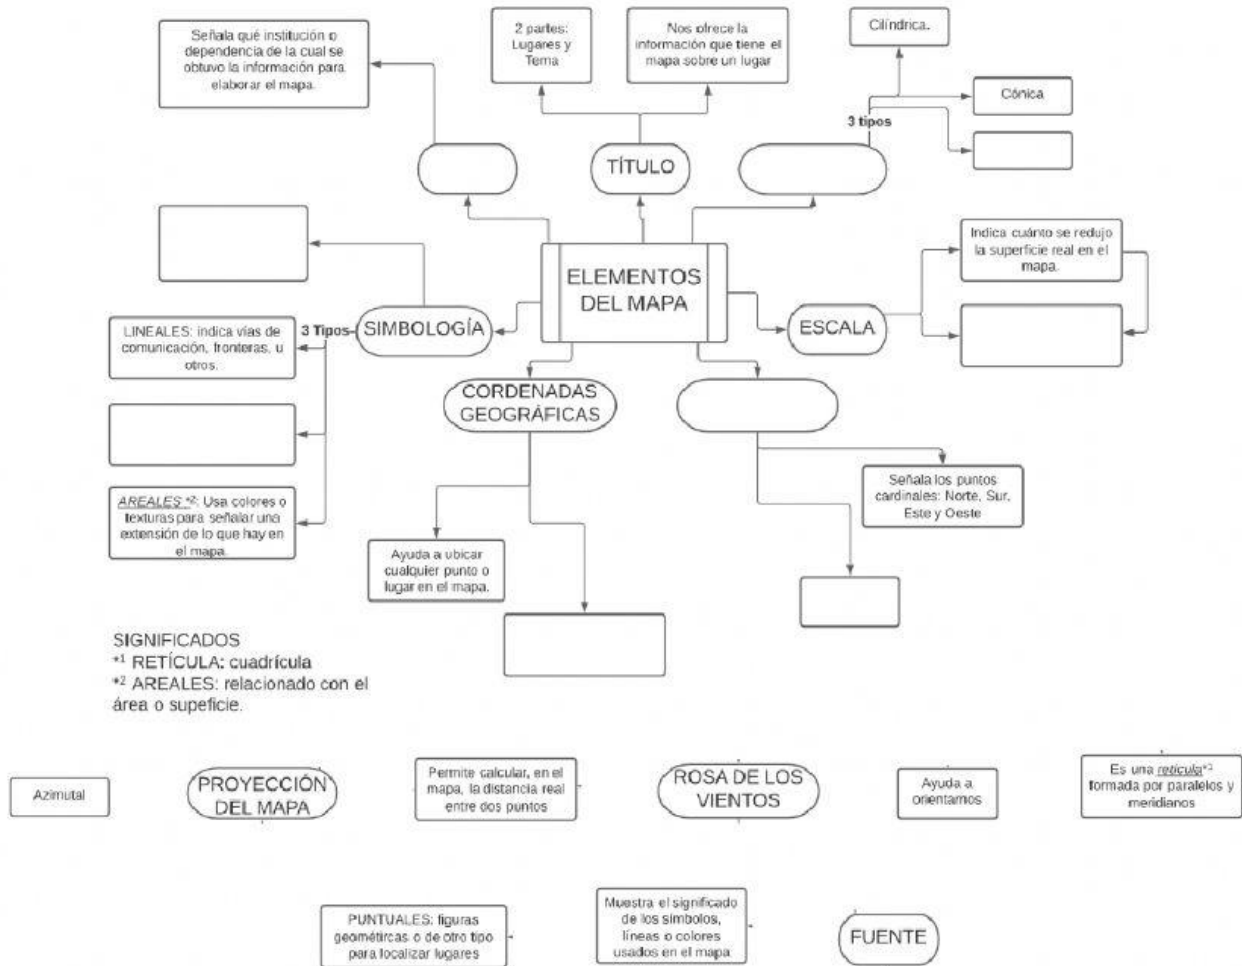 Señala qué institución o
dependencia de la cual se
obtuvo la información para
elaborar el mapa.
2 partes:
Lugares y
Tema
Nos ofrece la
información que tiene el
mapa sobre un lugar
Cilíndrica.
Cónica
3 tipos
TÍTULO
ELEMENTOS
DEL MAPA
Indica cuánto se redujo
la superficie real en el
mapa.
ESCALA
SIMBOLOGÍA
3 Tipos
LINEALES: indica vías de
comunicación, fronteras, u
otros.
CORDENADAS
GEOGRÁFICAS
AREALES *2: Usa colores o
texturas para señalar una
extensión de lo que hay en
el mapa.
Señala los puntos
cardinales: Norte, Sur,
Este y Oeste
Ayuda a ubicar
cualquier punto o
lugar en el mapa.
SIGNIFICADOS
*1 RETÍCULA: cuadrícula
*2 AREALES: relacionado con el
área o supeficie.
Azimutal
PROYECCIÓN
DEL MAPA
Permite calcular, en el
mapa, la distancia real
entre dos puntos
ROSA DE LOS
VIENTOS
Ayuda a
orientarnos
Es una retícula*1
formada por paralelos y
meridianos
PUNTUALES: figuras
geométircas o de otro tipo
para localizar lugares
Muestra el significado
de los símbolos,
líneas o colores
usados en el mapa
FUENTE